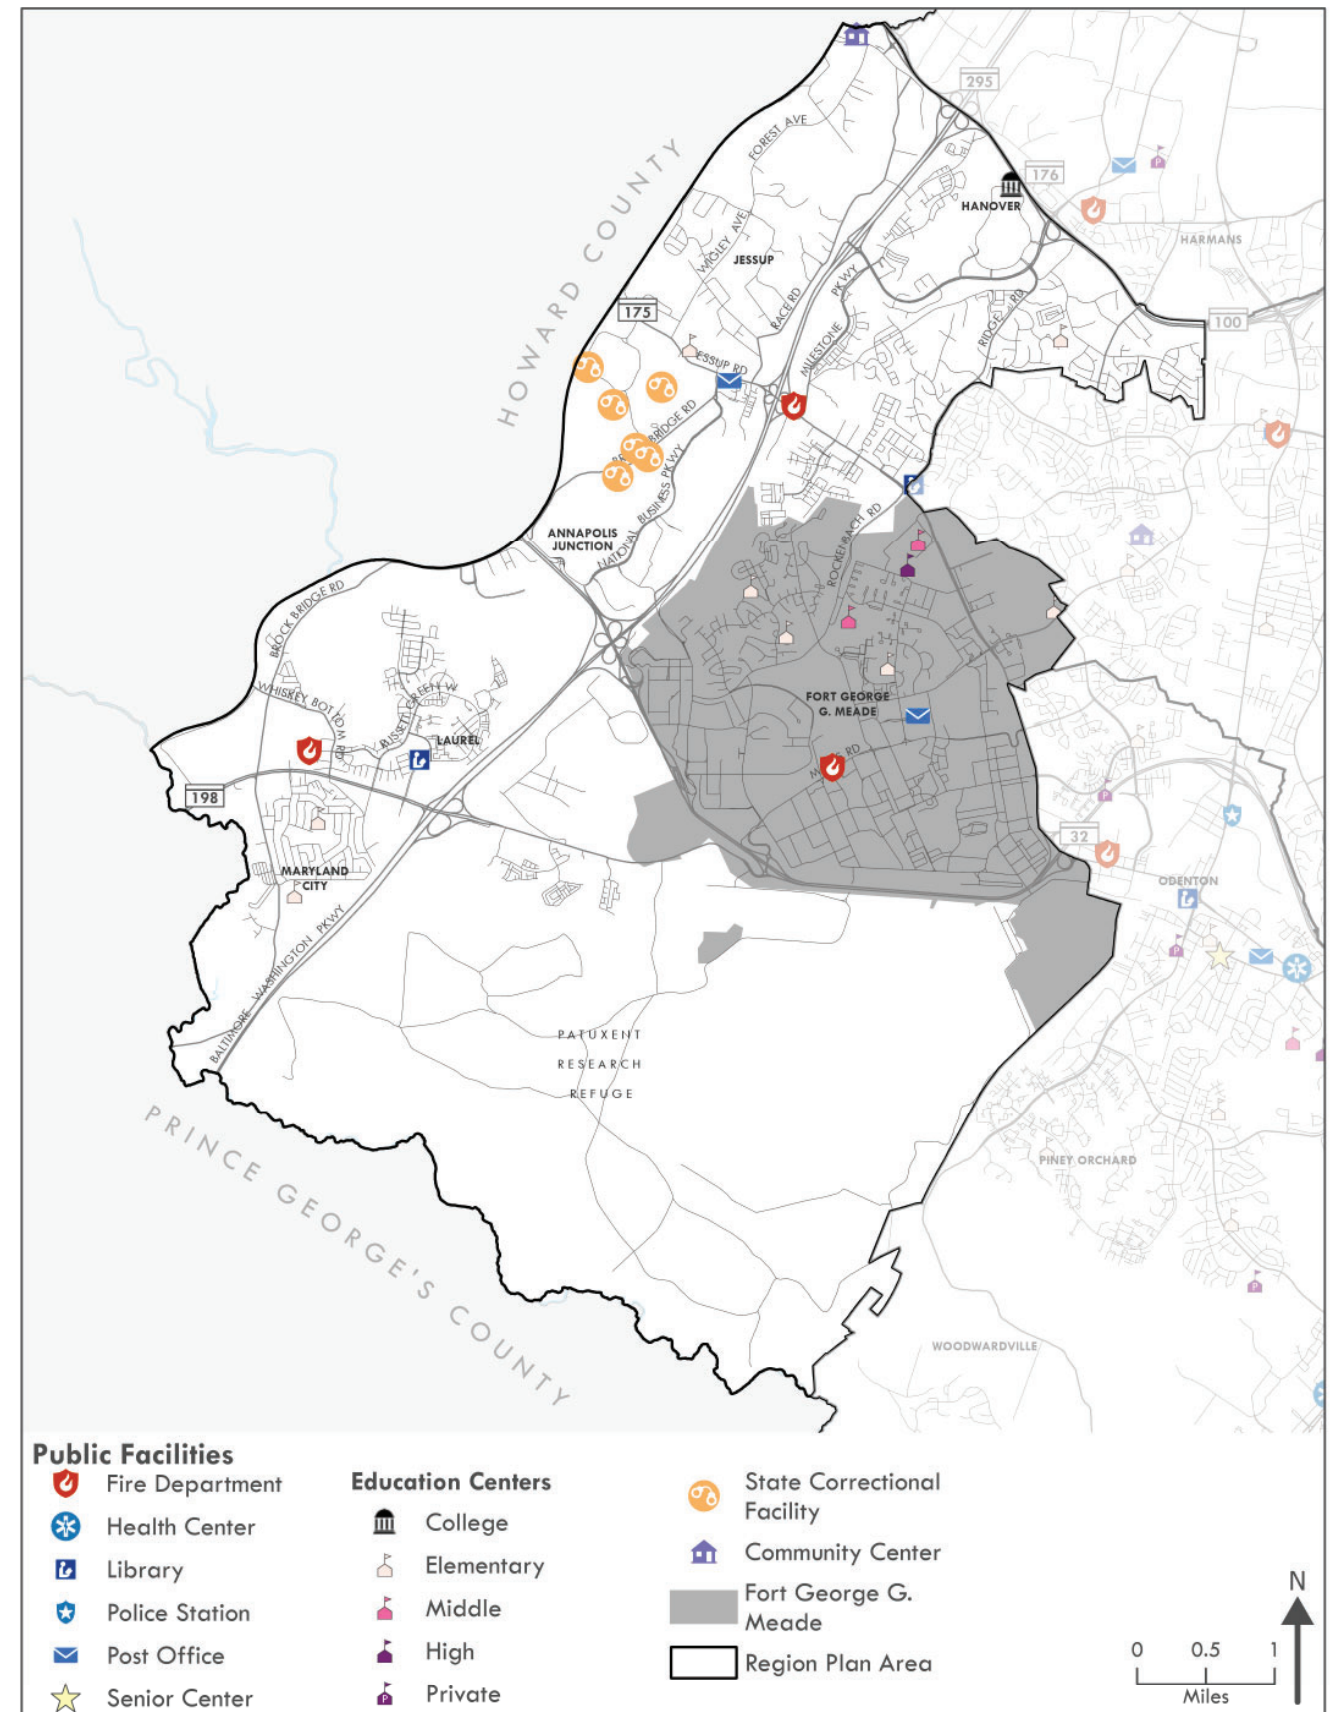 295
FOREST AVE
176
HANOVER
HARMANS
HOWARD COUNTY
WIGLEY AVE
JESSUP
RACE RD
MILESTONE PKWY
RIDGE RD
175
100
ESSUP RD
BRIDGE RD
NATIONAL BUSINESS PKWY
ANNAPOLIS
JUNCTION
ROCKENBACH RD
BROCK BRIDGE RD
WHISKEY BOTTOM RD
RUSSETT GREEN W
LAUREL
FORT GEORGE
G. MEADE
RD
198
32
MARYLAND
CITY
ODENTON
BALTIMORE WASHINGTON PKWY
PATUXENT
RESEARCH
REFUGE
PRINCE GEORGE'S COUNTY
PINEY ORCHARD
WOODWARDVILLE
Public Facilities
Fire Department
Health Center
Library
Police Station
Post Office
Senior Center
Education Centers
College
Elementary
Middle
High
P Private
State Correctional
Facility
Community Center
Fort George G.
Meade
Region Plan Area
N
0 0.5 1
Miles